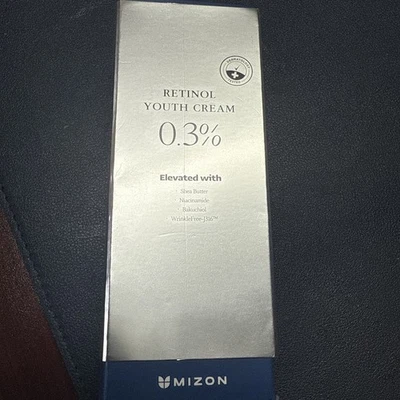 RETINOL
YOUTH CREAM
0.3%
Elevated with
Shea Butter
Niacinamide
Bakuchiol
MIZON